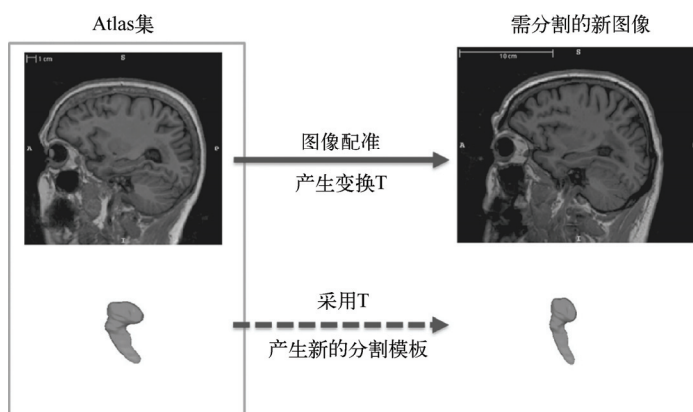 Atlas集
需分割的新图像
1 cm
S
A
P
I
图像配准
产生变换T
10 cm
S
A
I
采用T
产生新的分割模板